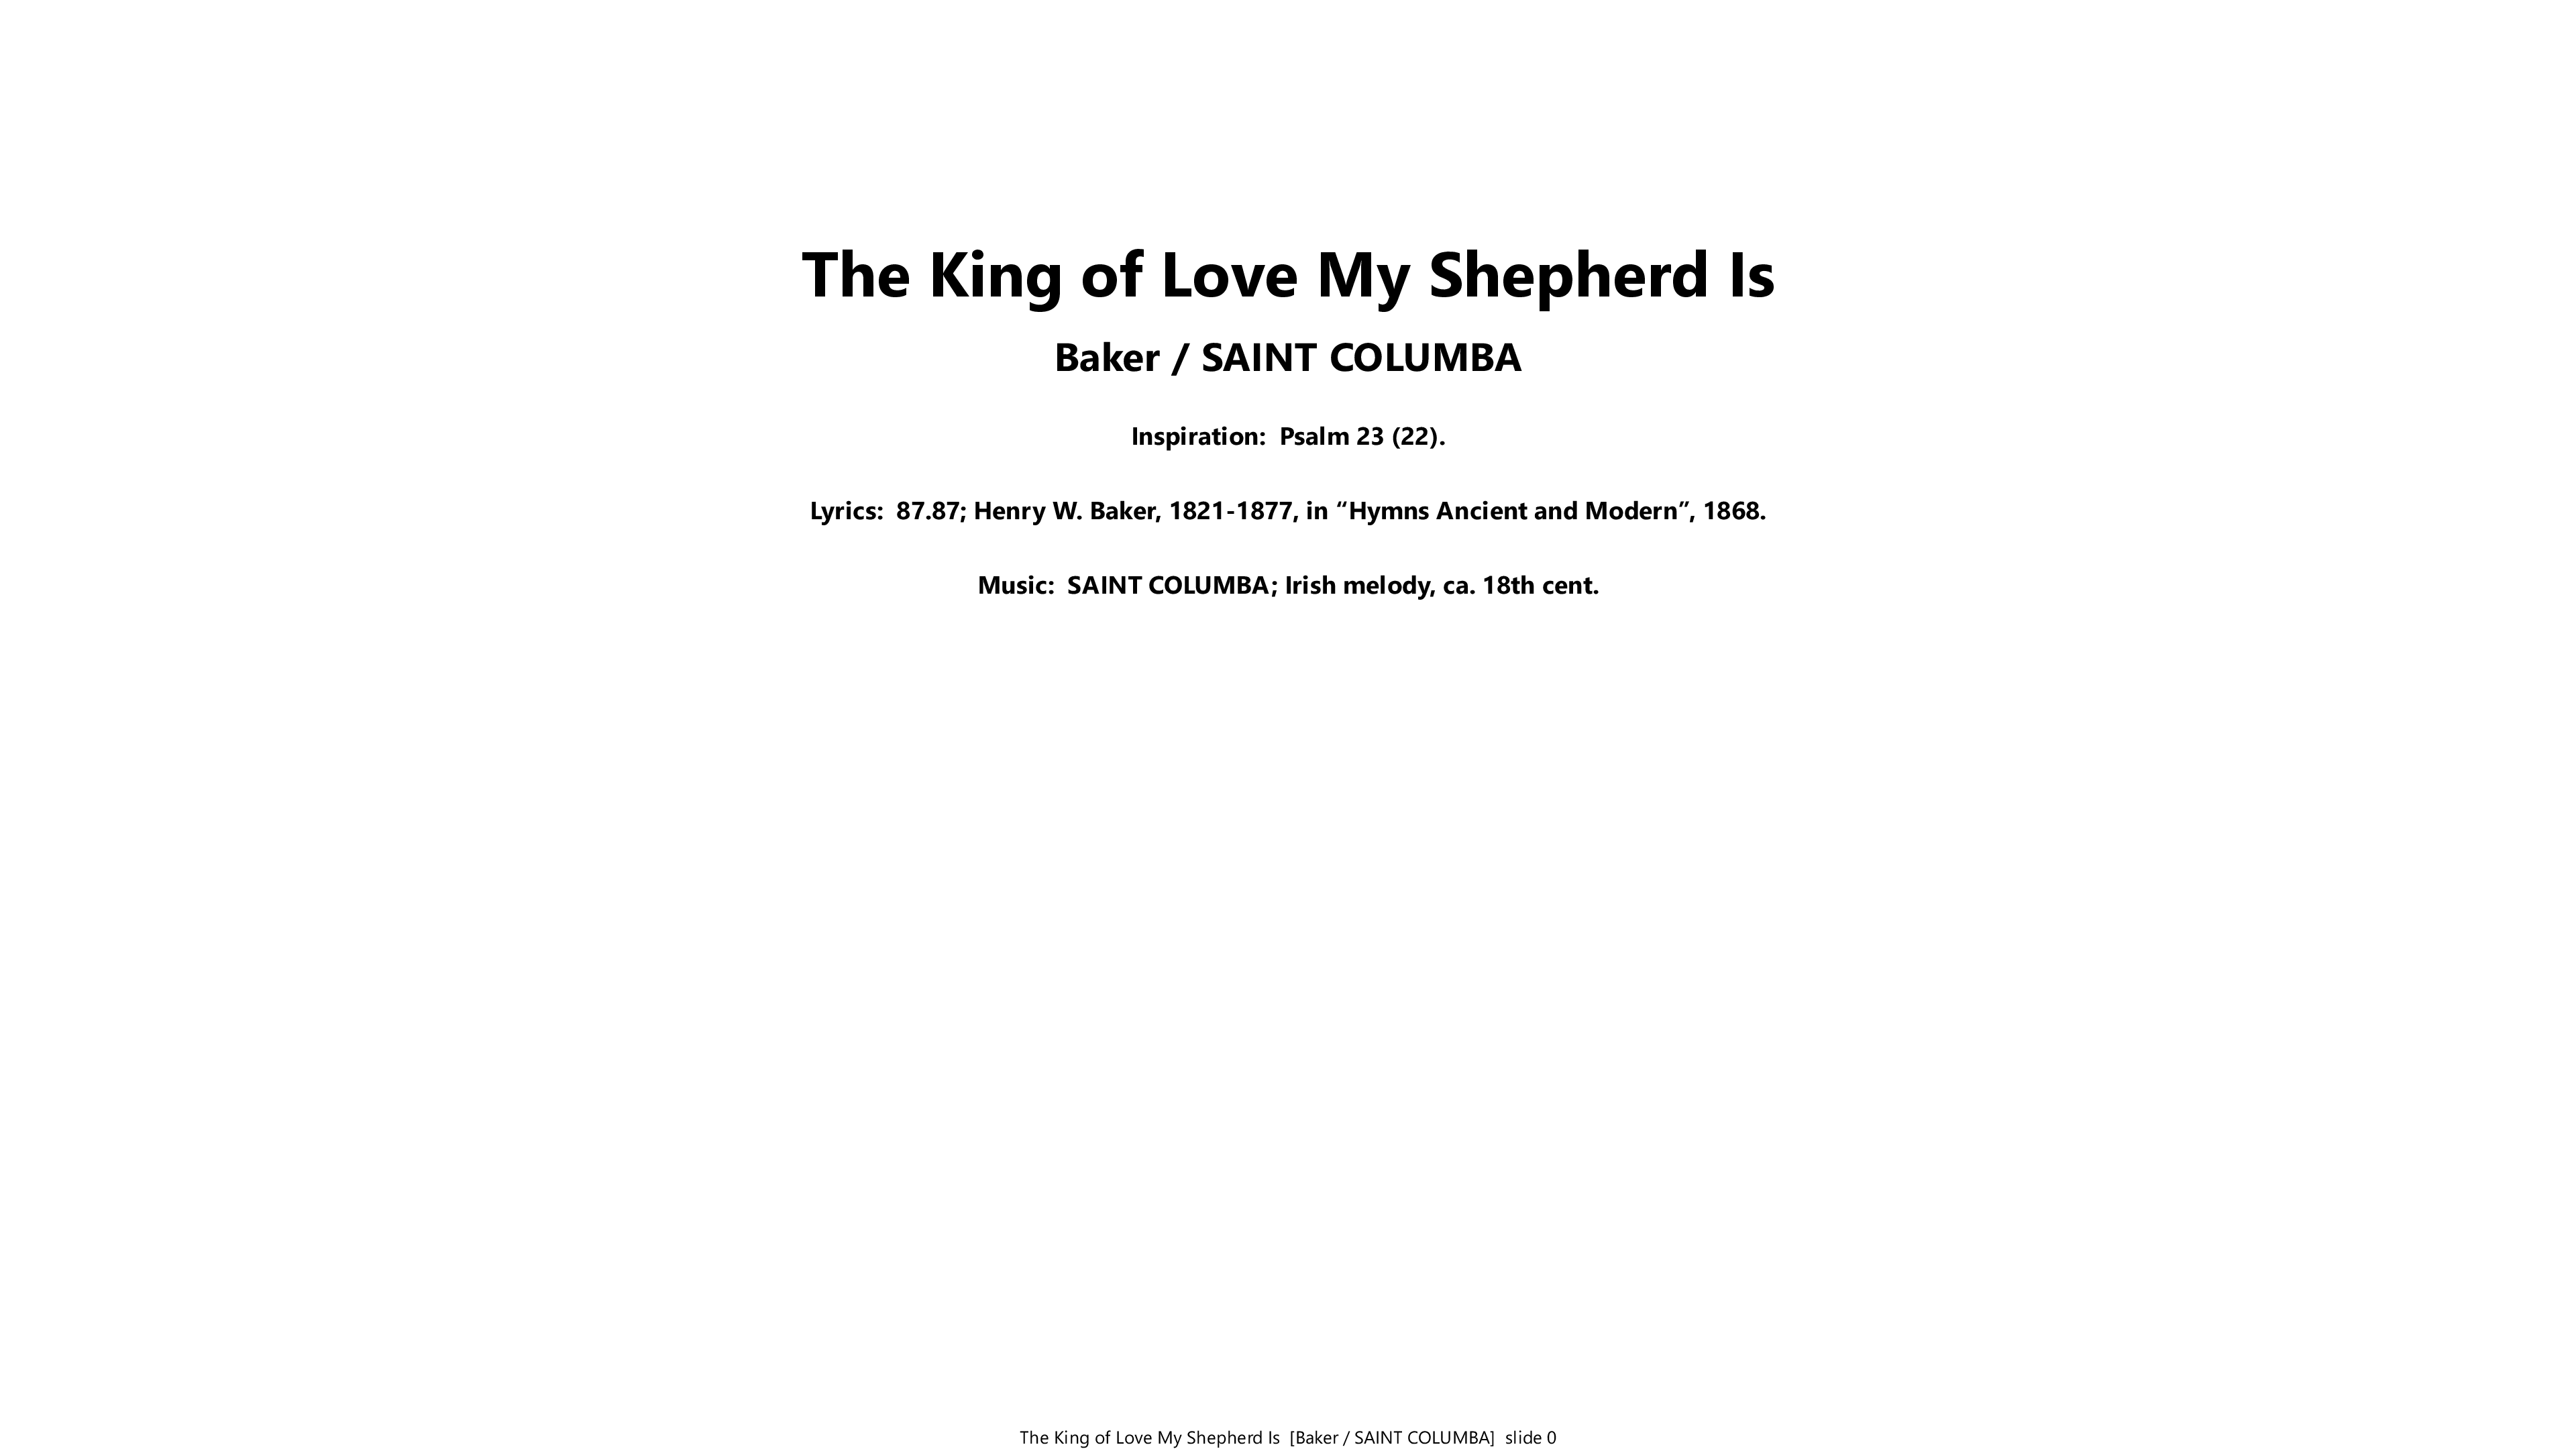 The King of Love My Shepherd Is
Baker / SAINT COLUMBA
Inspiration:  Psalm 23 (22).
Lyrics:  87.87; Henry W. Baker, 1821-1877, in “Hymns Ancient and Modern”, 1868.
Music:  SAINT COLUMBA; Irish melody, ca. 18th cent.
The King of Love My Shepherd Is  [Baker / SAINT COLUMBA]  slide 0